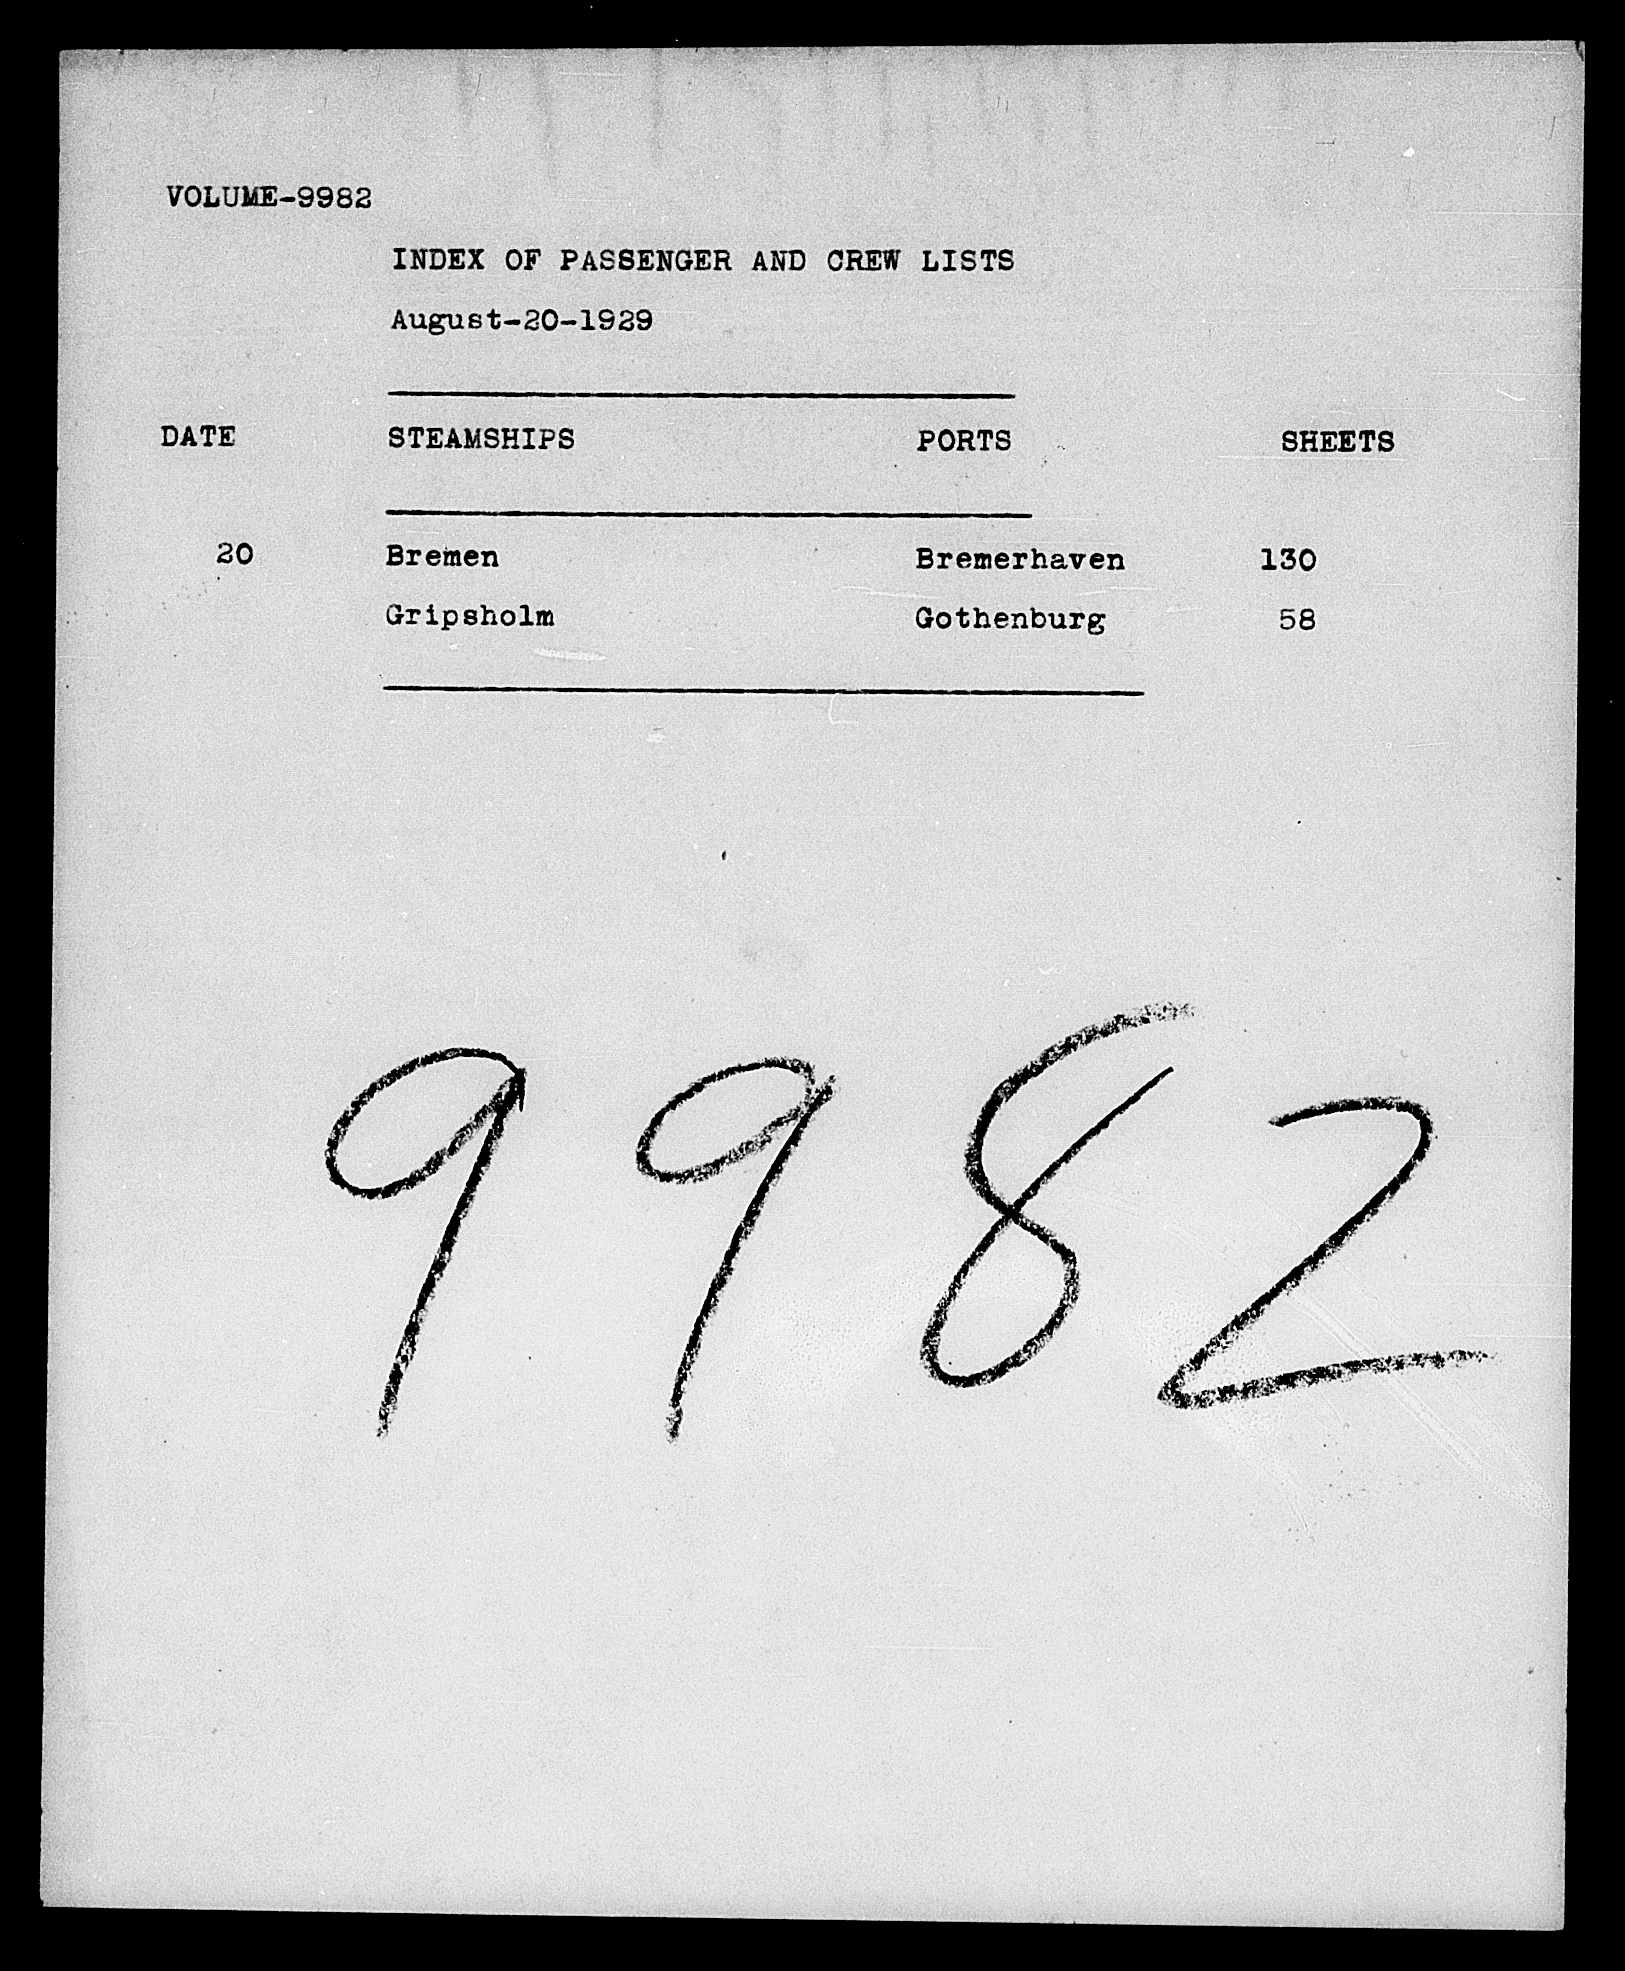 VOLUME-9982
INDEX OF PASSENGER AND CREW LISTS
August-20-1929
DATE STEAMSHIPS PORTS SHEETS
20 Bremen Bremerhaven 130
Gripsholm Gothenburg 58
9982